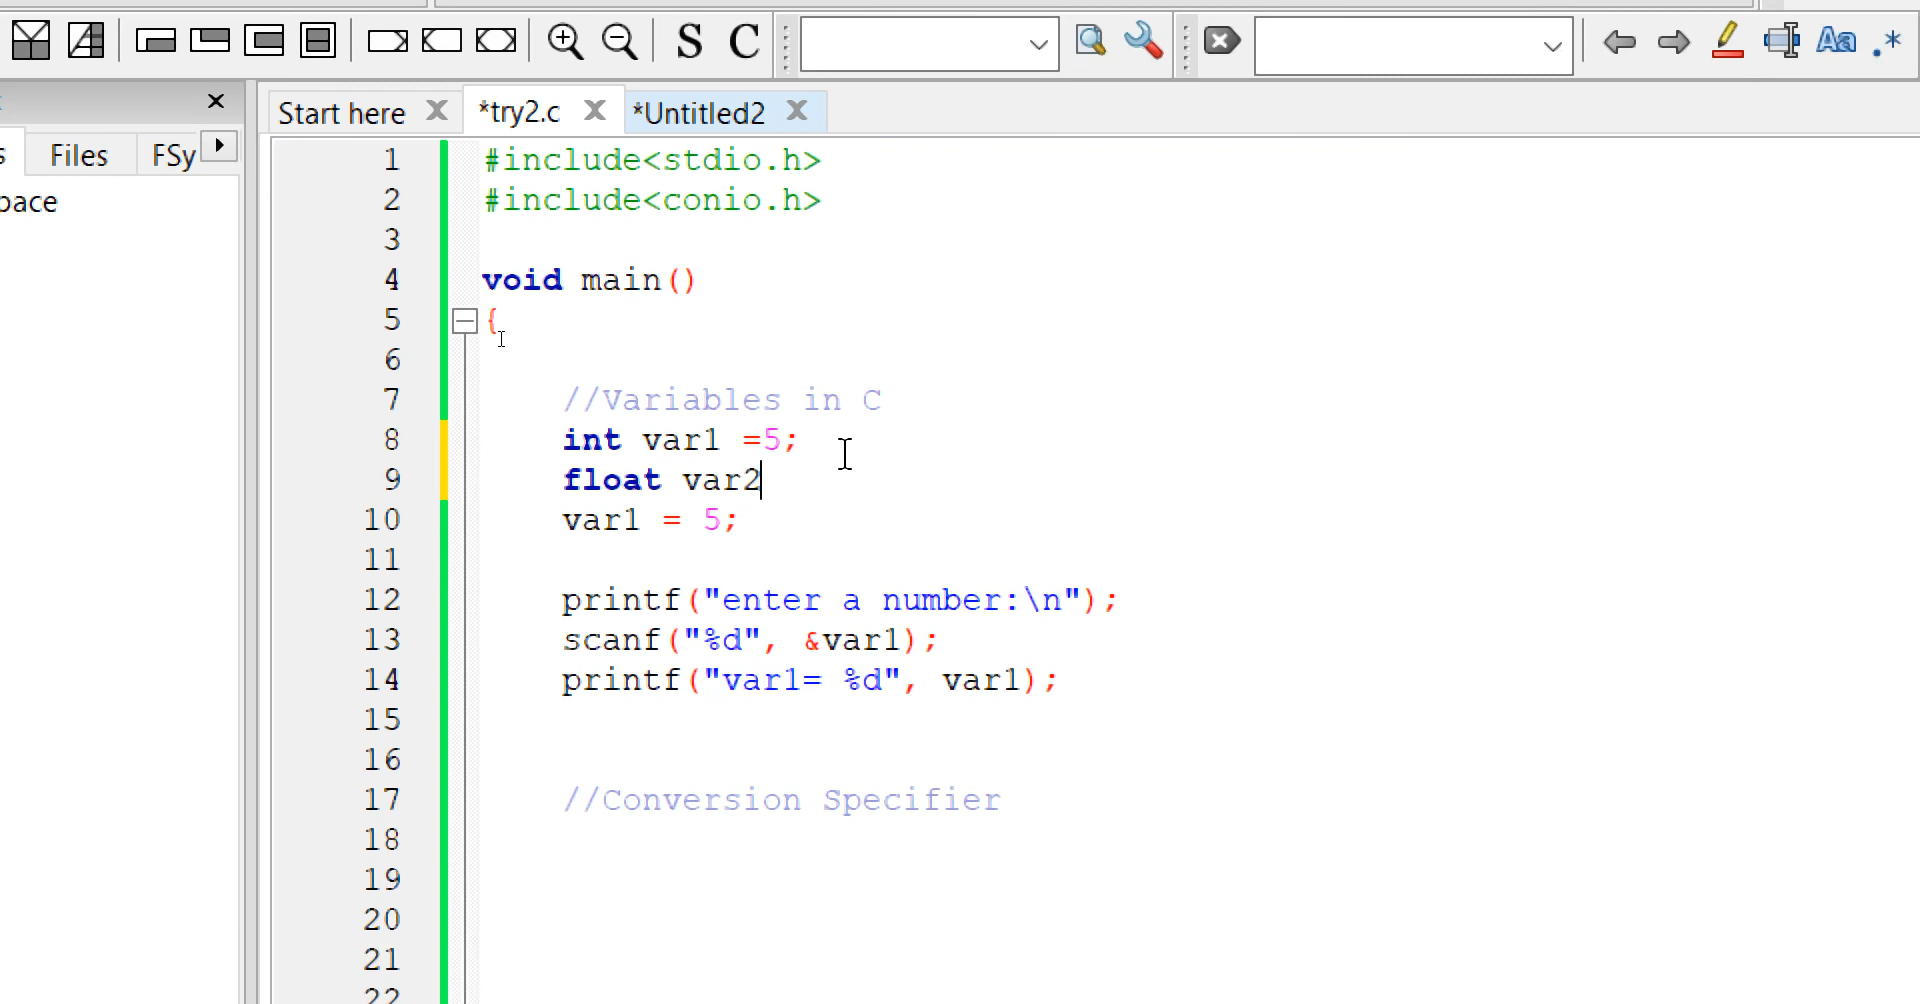 S C
Aa .*
Start here *try2.c *Untitled2
Files FSy
pace
1 #include<stdio.h>
2 #include<conio.h>
3
4 void main()
5 {
6
7 //Variables in C
8 int var1 =5;
9 float var2
10 var1 = 5;
11
12 printf("enter a number:\n");
13 scanf("%d", &var1);
14 printf("var1= %d", var1);
15
16
17 //Conversion Specifier
18
19
20
21
22